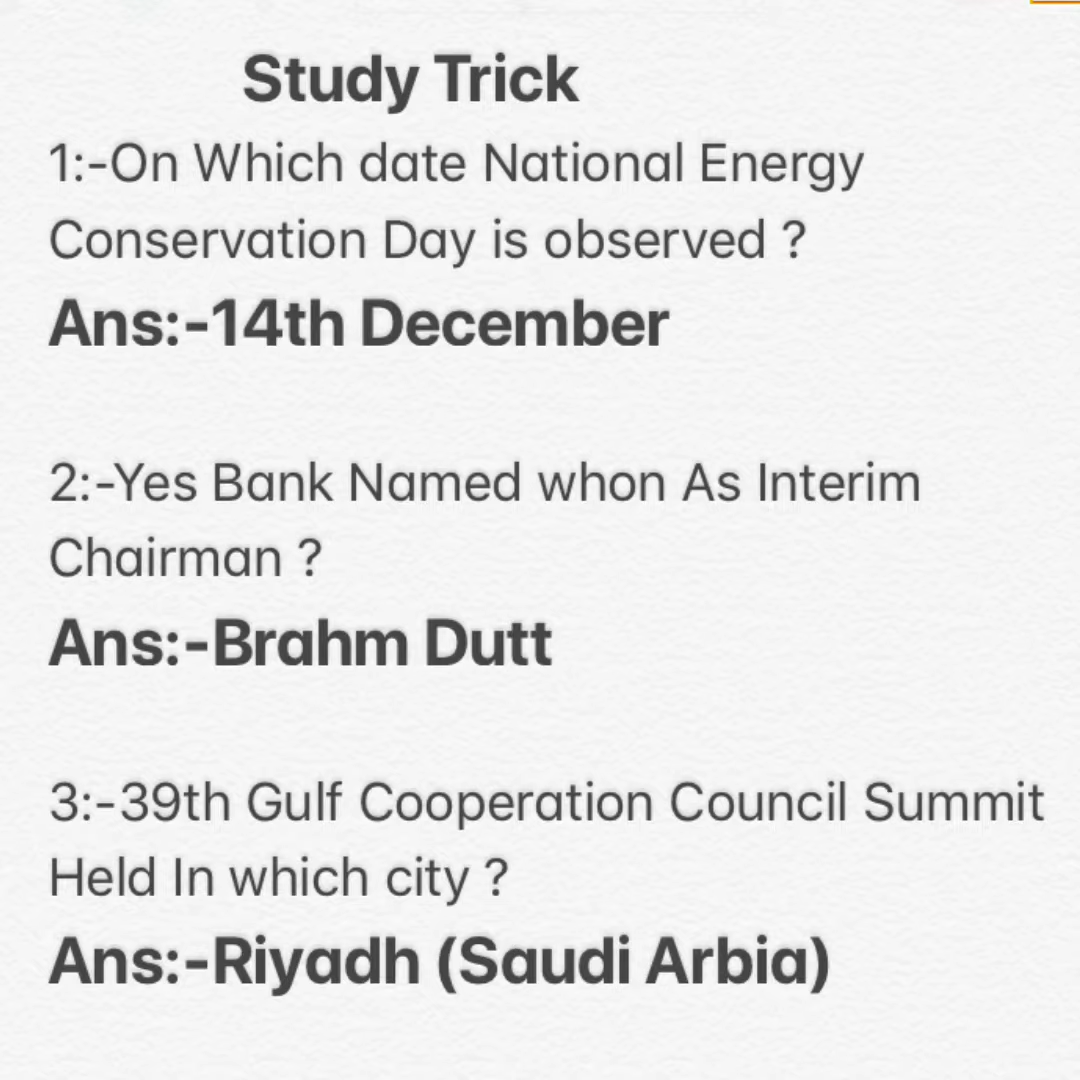 Study Trick
1:-On Which date National Energy
Conservation Day is observed ?
Ans:-14th December
2:-Yes Bank Named whon As Interim
Chairman ?
Ans:-Brahm Dutt
3:-39th Gulf Cooperation Council Summit
Held In which city ?
Ans:-Riyadh (Saudi Arbia)